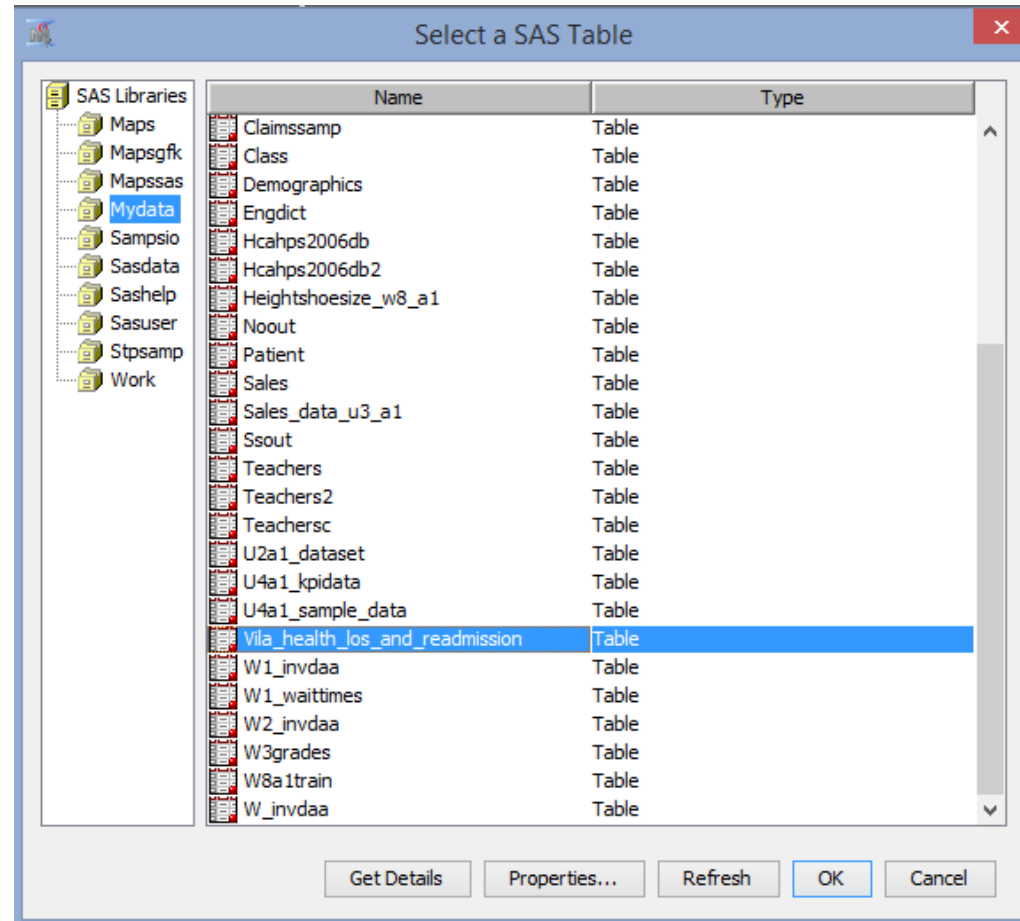 Select a SAS Table
SAS Libraries
Maps
Mapsgfk
Mapssas
Mydata
Sampsio
Sasdata
Sashelp
Sasuser
Stpsamp
Work
Name Type
Claimssamp Table
Class Table
Demographics Table
Engdict Table
Hcahps2006db Table
Hcahps2006db2 Table
Heightshoesize_w8_a1 Table
Noout Table
Patient Table
Sales Table
Sales_data_u3_a1 Table
Ssout Table
Teachers Table
Teachers2 Table
Teachersc Table
U2a1_dataset Table
U4a1_kpidata Table
U4a1_sample_data Table
Vila_health_los_and_readmission Table
W1_invdaa Table
W1_waittimes Table
W2_invdaa Table
W3grades Table
W8a1train Table
W_invdaa Table
Get Details Properties... Refresh OK Cancel